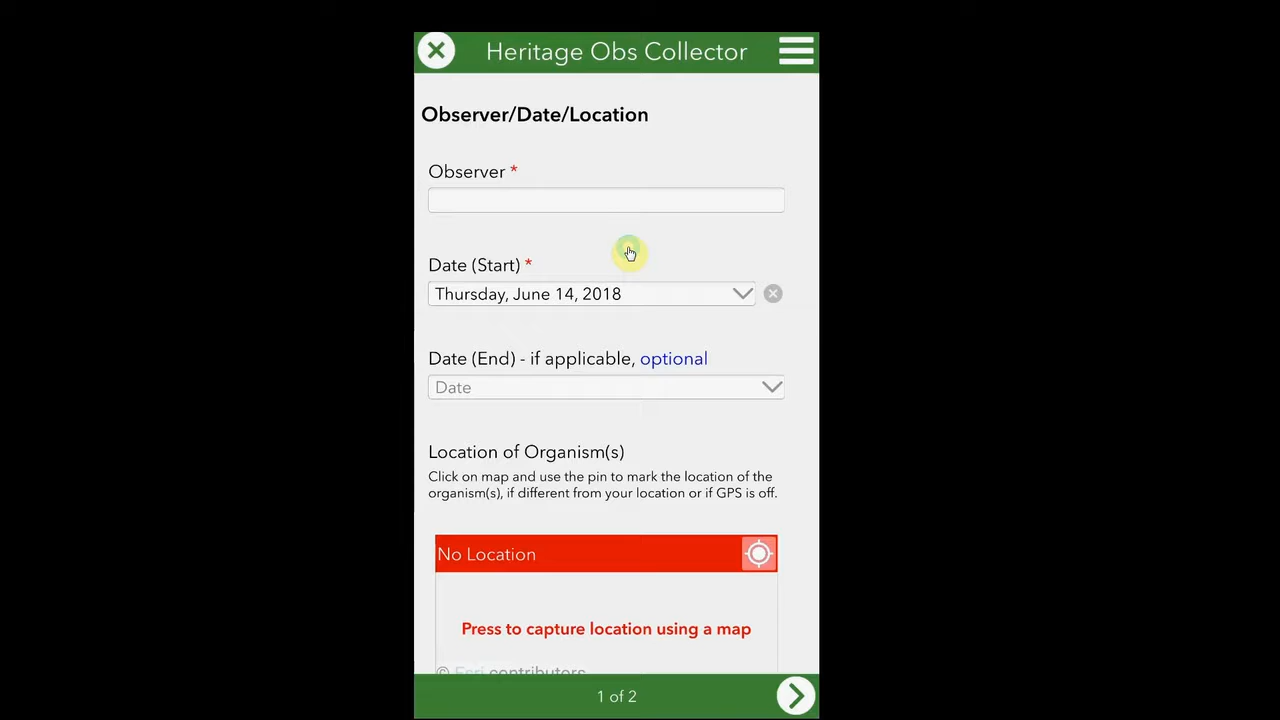 Heritage Obs Collector
Observer/Date/Location
Observer *
Date (Start) *
Thursday, June 14, 2018
Date (End) - if applicable, optional
Date
Location of Organism(s)
Click on map and use the pin to mark the location of the
organism(s), if different from your location or if GPS is off.
No Location
Press to capture location using a map
© Esri contributors
1 of 2